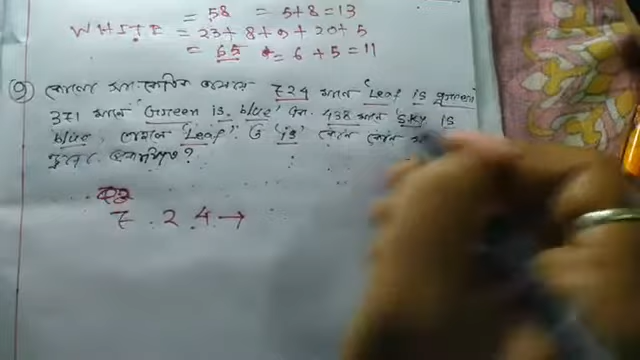 = 58 = 5+8 = 13
WHITE = 23 + 8 + 9 + 20 + 5
= 65 = 6 + 5 = 11
9 কোনো সাংকেতিক ভাষায় 724 মানে 'Leaf is green
371 মানে 'Green is blue' এবং 438 মানে Sky is
blue, তাহলে 'Leaf' ও 'is' কোন কোন
দ্বারা
7 2 4 →